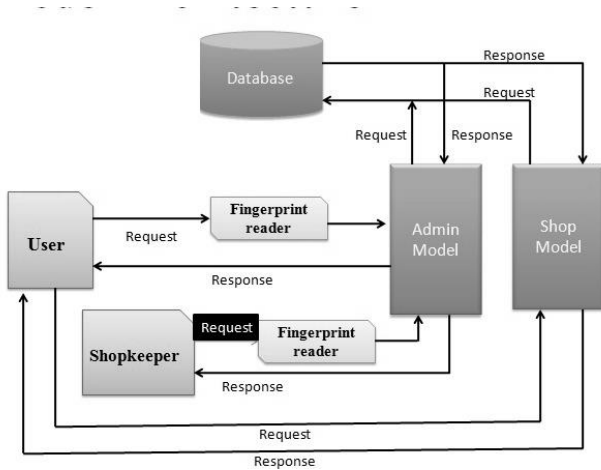 Database
Response
Request
Request
Response
User
Request
Fingerprint
reader
Admin
Model
Shop
Model
Response
Shopkeeper
Request
Fingerprint
reader
Response
Request
Response